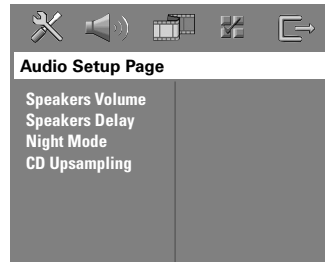 Audio Setup Page
Speakers Volume
Speakers Delay
Night Mode
CD Upsampling